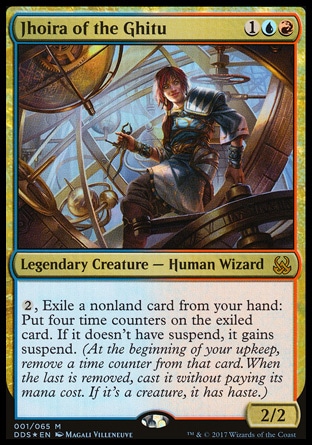 Jhoira of the Ghitu 1
Legendary Creature — Human Wizard
2, Exile a nonland card from your hand:
Put four time counters on the exiled
card. If it doesn't have suspend, it gains
suspend. (At the beginning of your upkeep,
remove a time counter from that card. When
the last is removed, cast it without paying its
mana cost. If it's a creature, it has haste.)
2/2
001/065 M
DDS ★ EN Magali Villeneuve
™ & © 2017 Wizards of the Coast